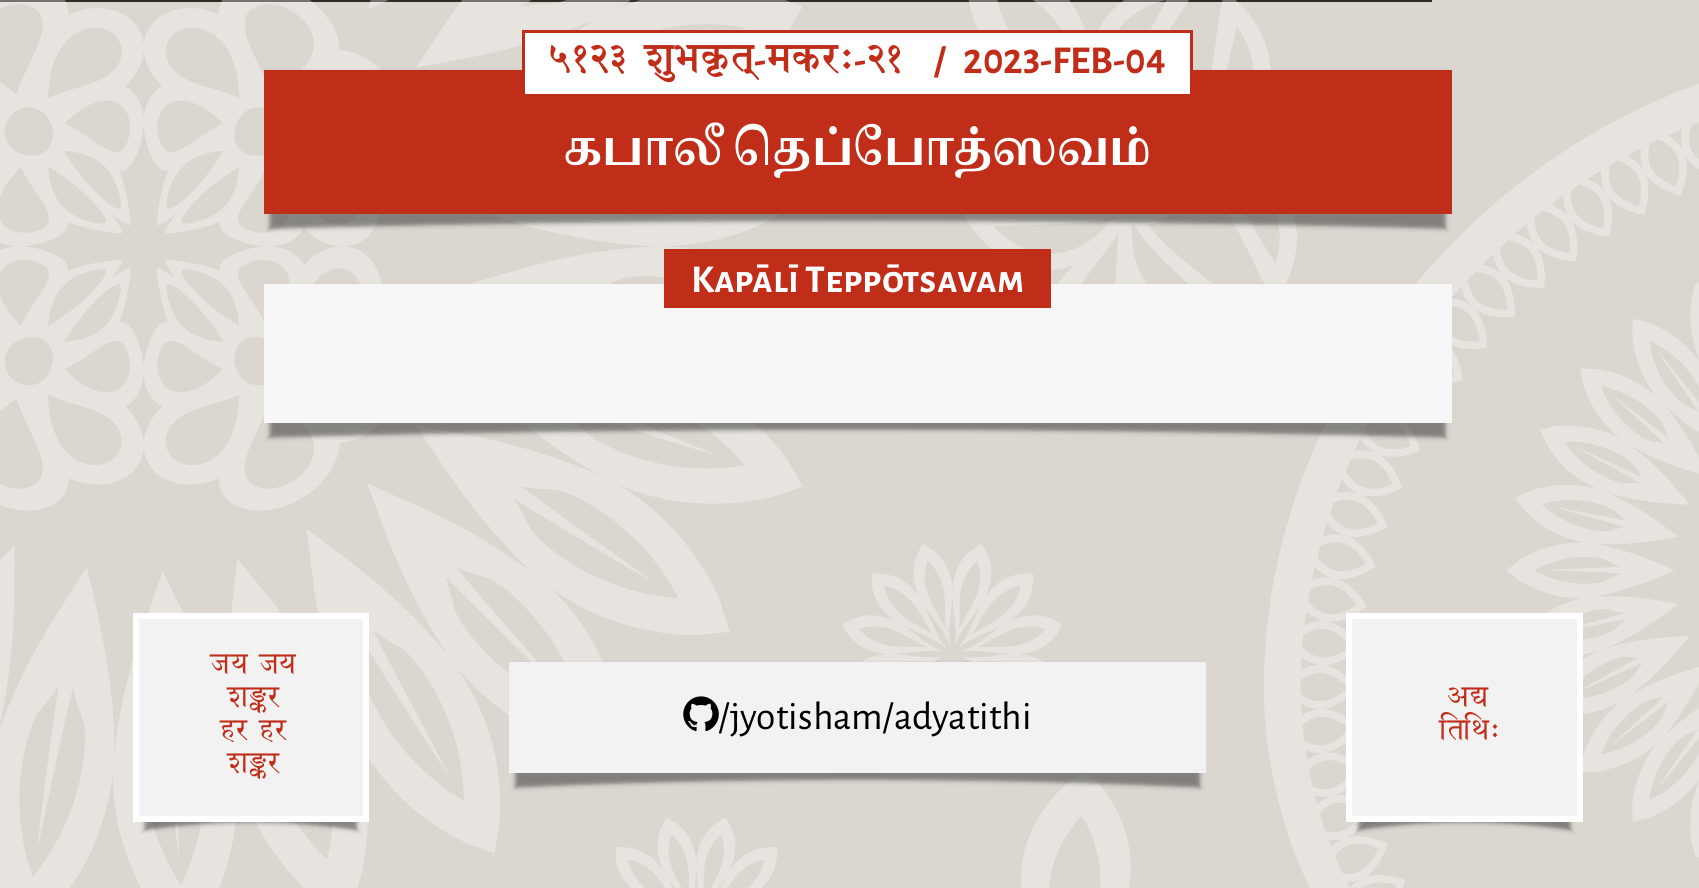 ५१२३ शुभकृत्-मकरः-२१ / 2023-FEB-04
கபாலீ தெப்போத்ஸவம்
KAPĀLĪ TEPPŌTSAVAM
जय जय
शङ्कर
हर हर
शङ्कर
/jyotisham/adyatithi
अद्य
तिथिः